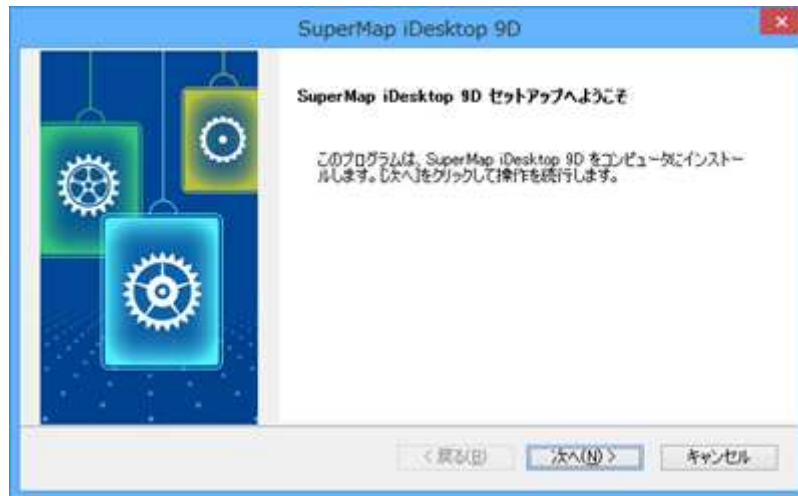 SuperMap iDesktop 9D
SuperMap iDesktop 9D セットアップへようこそ
このプログラムは、SuperMap iDesktop 9D をコンピュータにインストー
ルします。[次へ]をクリックして操作を続行します。
< 戻る(B)
次へ(N) >
キャンセル